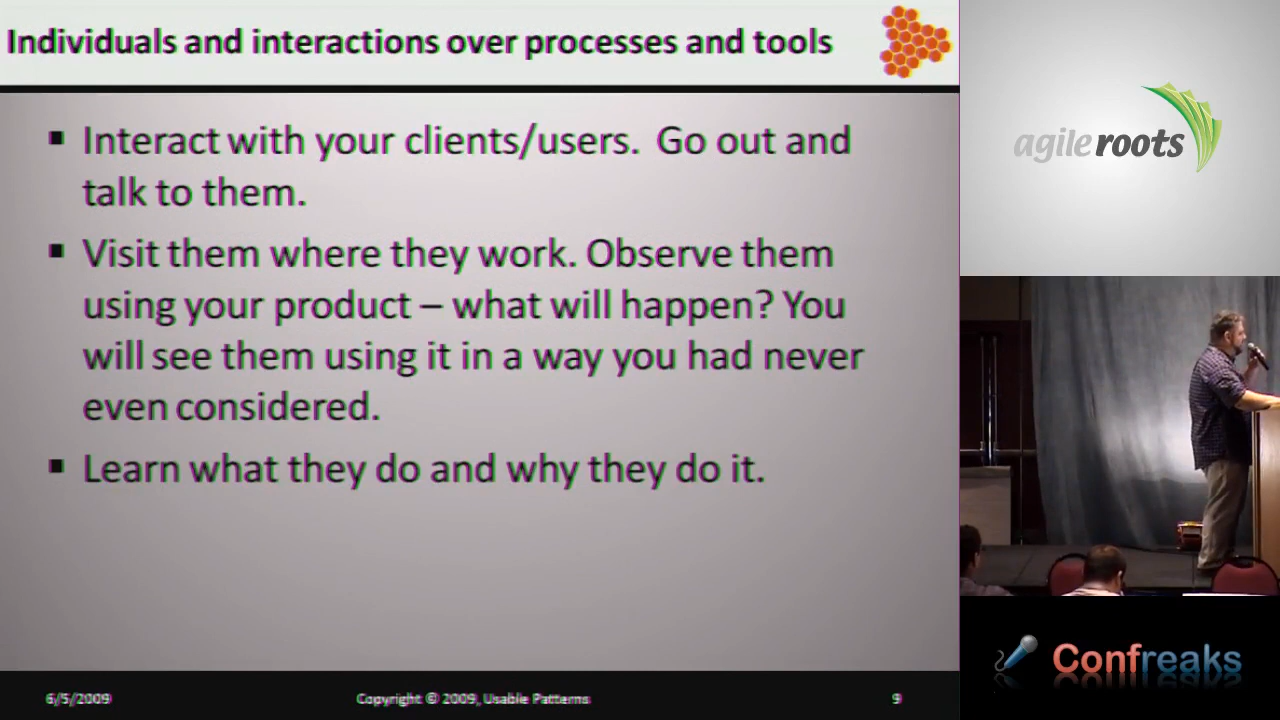 Individuals and interactions over processes and tools
▪ Interact with your clients/users. Go out and
talk to them.
▪ Visit them where they work. Observe them
using your product – what will happen? You
will see them using it in a way you had never
even considered.
▪ Learn what they do and why they do it.
6/5/2009
Copyright © 2009, Usable Patterns
9
agileroots
Confreaks